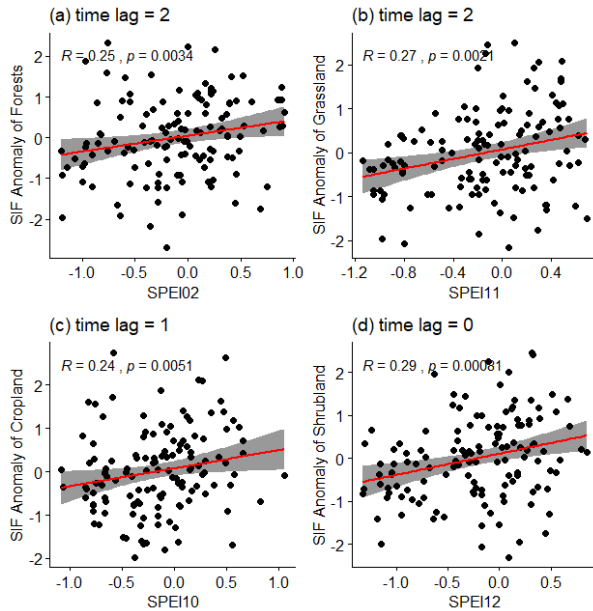 (a) time lag = 2
R = 0.25 , p = 0.0034
SIF Anomaly of Forests
2
1
0
-1
-2
-1.0 -0.5 0.0 0.5 1.0
SPEI02
(b) time lag = 2
R = 0.27 , p = 0.0021
SIF Anomaly of Grassland
2
1
0
-1
-2
-1.2 -0.8 -0.4 0.0 0.4
SPEI11
(c) time lag = 1
R = 0.24 , p = 0.0051
SIF Anomaly of Cropland
2
1
0
-1
-2
-1.0 -0.5 0.0 0.5 1.0
SPEI10
(d) time lag = 0
R = 0.29 , p = 0.00081
SIF Anomaly of Shrubland
2
1
0
-1
-2
-1.0 -0.5 0.0 0.5
SPEI12